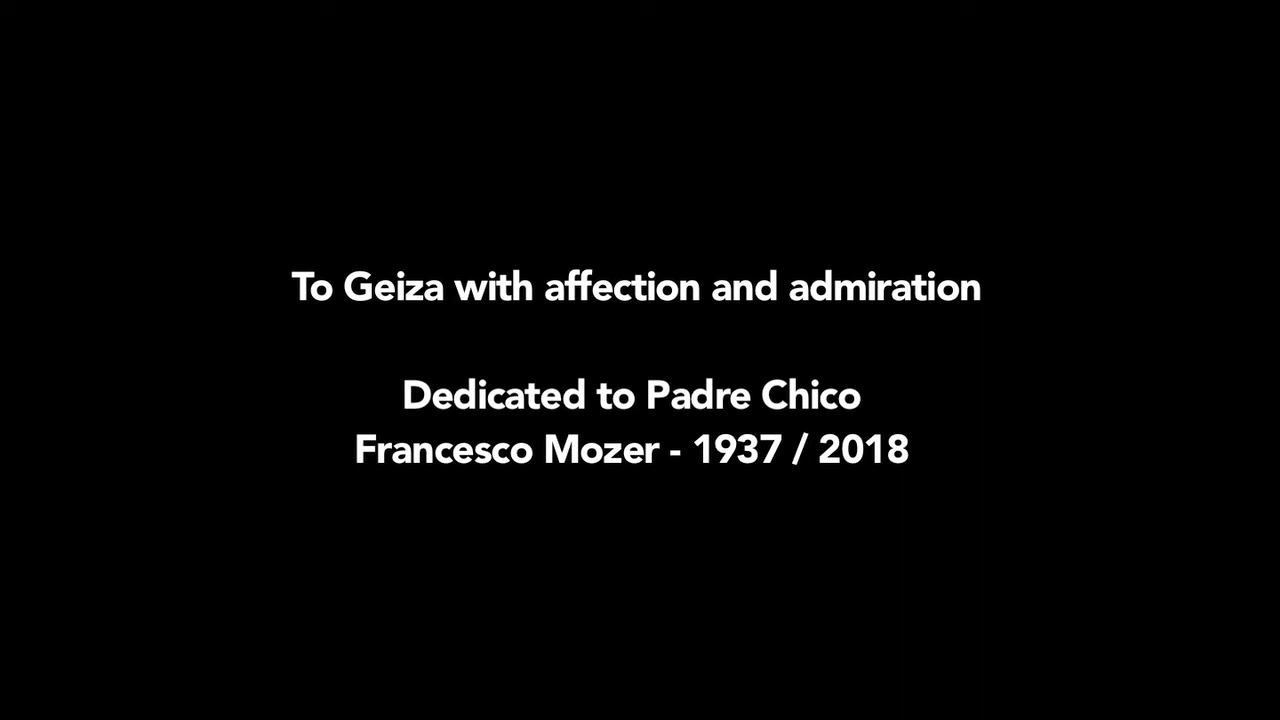 To Geiza with affection and admiration
Dedicated to Padre Chico
Francesco Mozer - 1937 / 2018